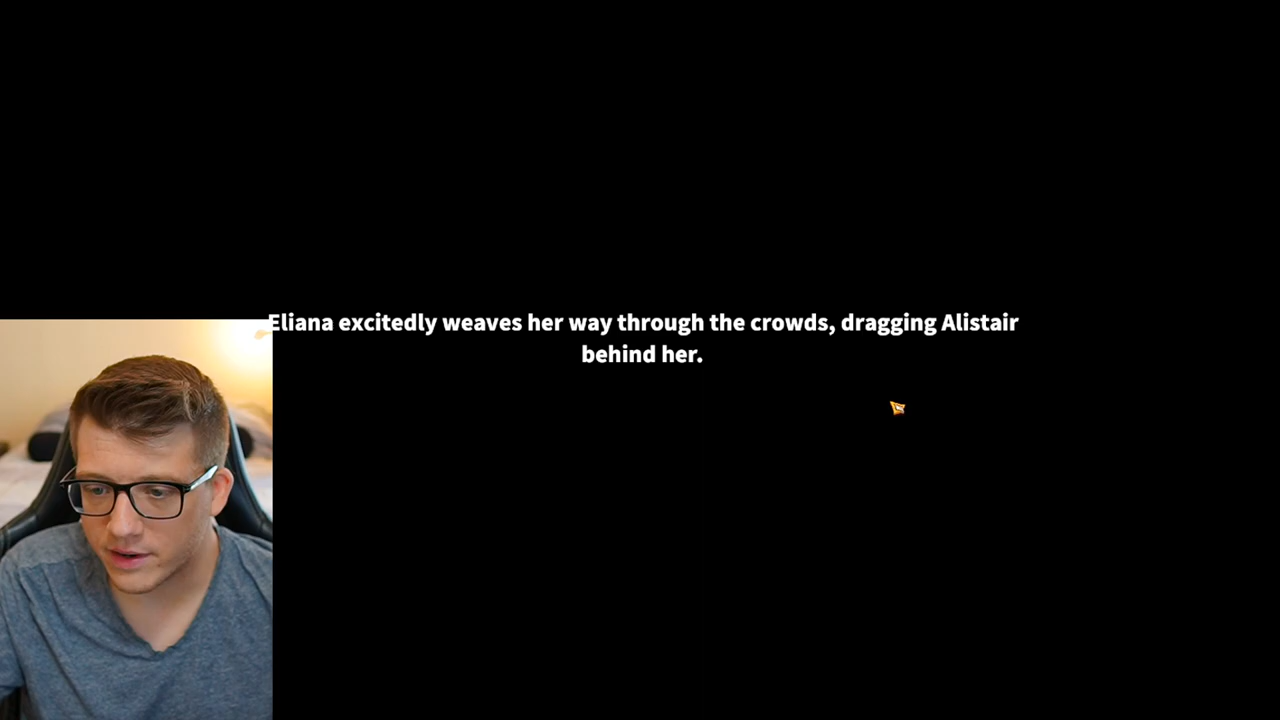 Eliana excitedly weaves her way through the crowds, dragging Alistair
behind her.